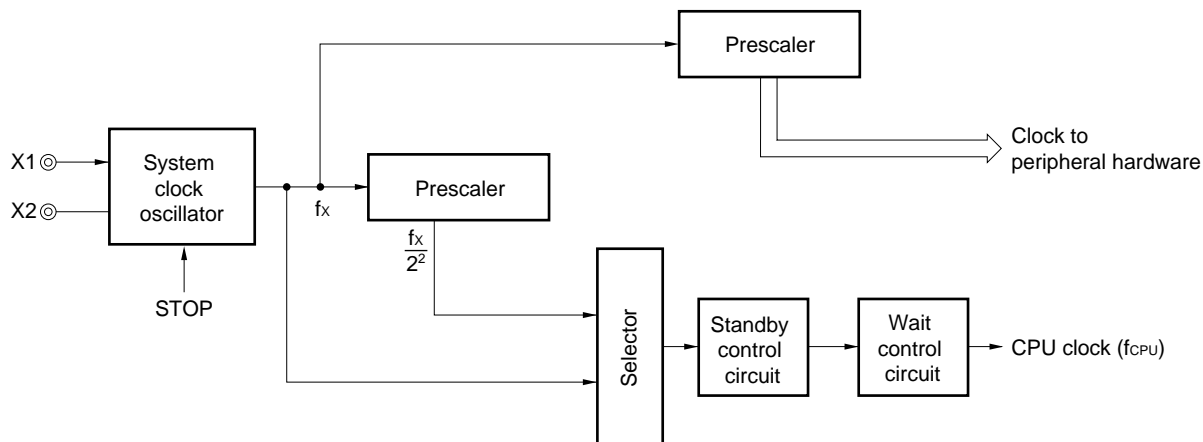 Prescaler
Clock to
peripheral hardware
X1
X2
System
clock
oscillator
fX
Prescaler
fX
2²
STOP
Selector
Standby
control
circuit
Wait
control
circuit
CPU clock (fCPU)